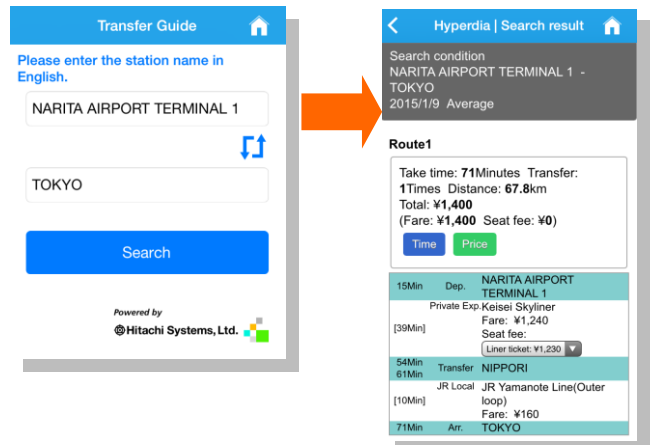 Transfer Guide
Please enter the station name in
English.
NARITA AIRPORT TERMINAL 1
TOKYO
Search
Powered by
Hitachi Systems, Ltd.
Hyperdia | Search result
Search condition
NARITA AIRPORT TERMINAL 1 -
TOKYO
2015/1/9 Average
Route1
Take time: 71Minutes Transfer:
1Times Distance: 67.8km
Total: ¥1,400
(Fare: ¥1,400 Seat fee: ¥0)
Time Price
15Min Dep. NARITA AIRPORT
TERMINAL 1
Private Exp. Keisei Skyliner
Fare: ¥1,240
[39Min] Seat fee:
Liner ticket: ¥1,230
54Min
61Min Transfer NIPPORI
JR Local JR Yamanote Line(Outer
[10Min] loop)
Fare: ¥160
71Min Arr. TOKYO